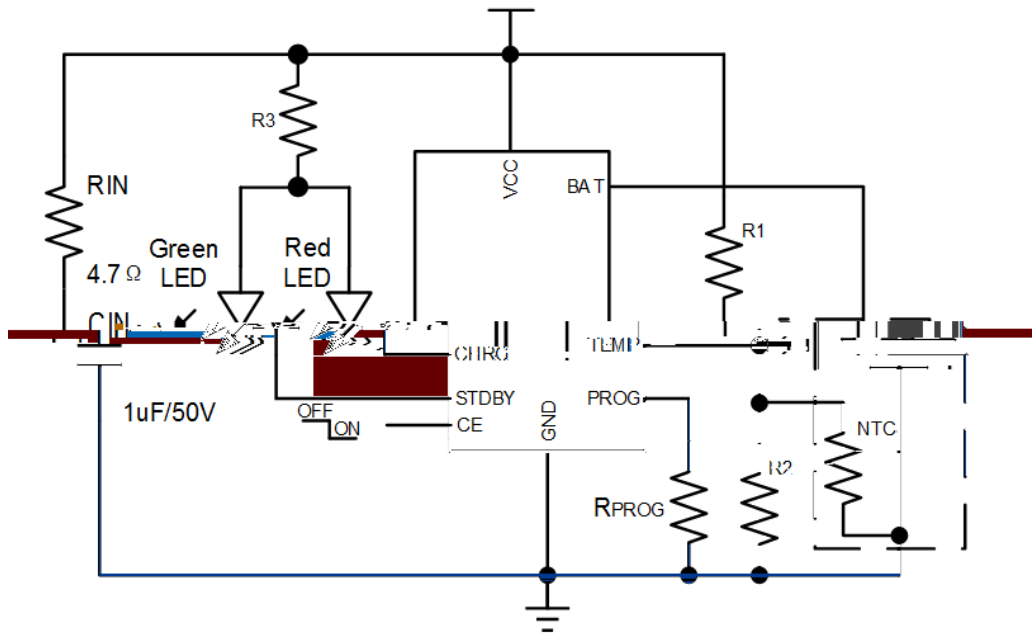 R3
VCC
BAT
RIN
R1
Green
LED
Red
LED
4.7 Ω
CIN
CHRG
TEMP
1uF/50V
STDBY
PROG
OFF
ON
CE
GND
NTC
R2
RPROG